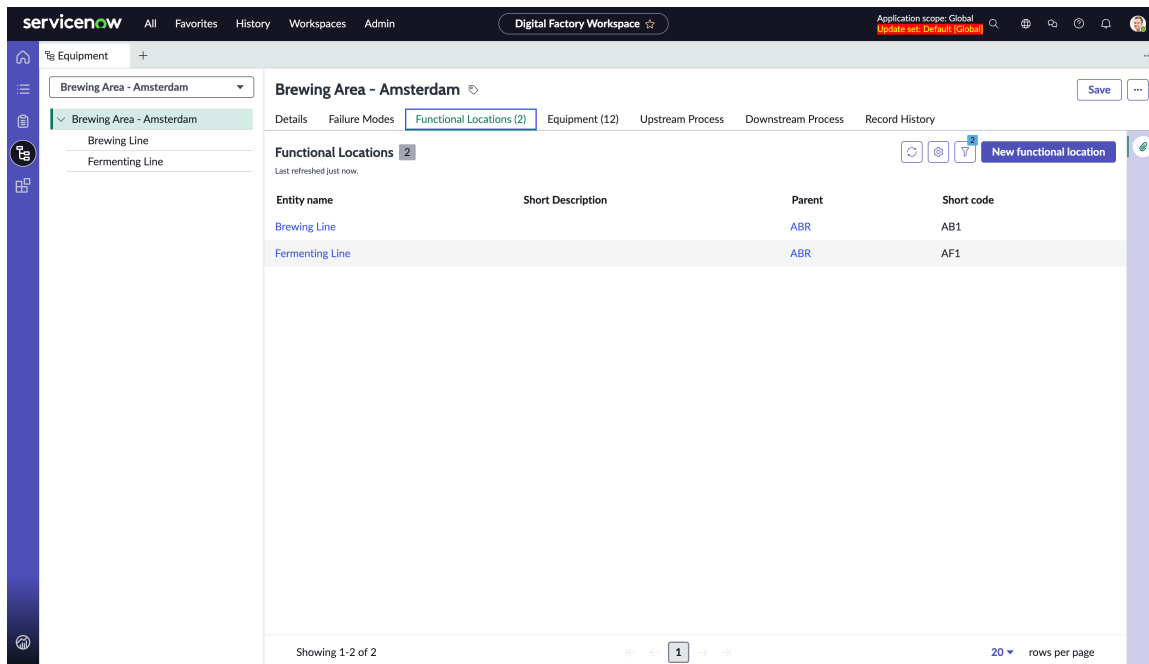 servicenow All Favorites History Workspaces Admin Digital Factory Workspace Application scope: Global
Update set: Default [Global]
Equipment
Brewing Area - Amsterdam
Brewing Area - Amsterdam
Brewing Line
Fermenting Line
Brewing Area - Amsterdam
Save
Details Failure Modes Functional Locations (2) Equipment (12) Upstream Process Downstream Process Record History
Functional Locations 2
Last refreshed just now.
2
New functional location
Entity name Short Description Parent Short code
Brewing Line ABR AB1
Fermenting Line ABR AF1
Showing 1-2 of 2
1
20 rows per page